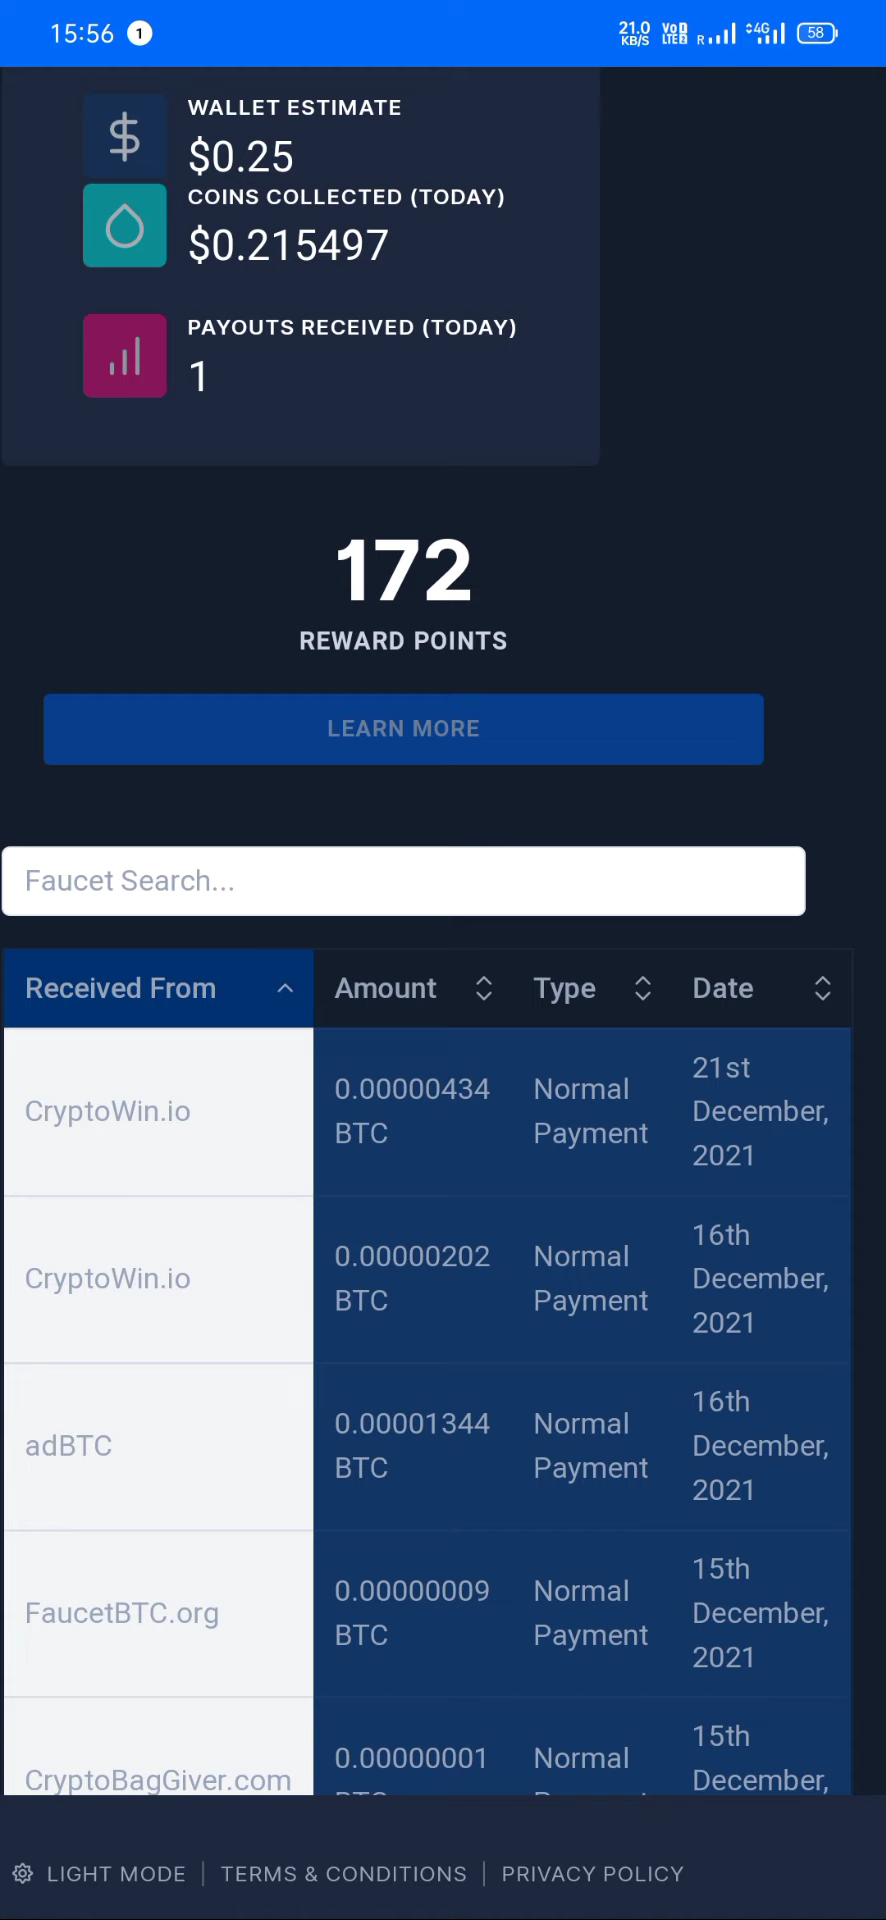 15:56 1 21.0 KB/S VoD LTE2 R 4G 58
WALLET ESTIMATE
$0.25
COINS COLLECTED (TODAY)
$0.215497
PAYOUTS RECEIVED (TODAY)
1
172
REWARD POINTS
LEARN MORE
Faucet Search...
Received From Amount Type Date
CryptoWin.io 0.00000434 BTC Normal Payment 21st December, 2021
CryptoWin.io 0.00000202 BTC Normal Payment 16th December, 2021
adBTC 0.00001344 BTC Normal Payment 16th December, 2021
FaucetBTC.org 0.00000009 BTC Normal Payment 15th December, 2021
CryptoBagGiver.com 0.00000001 Normal 15th December,
LIGHT MODE | TERMS & CONDITIONS | PRIVACY POLICY